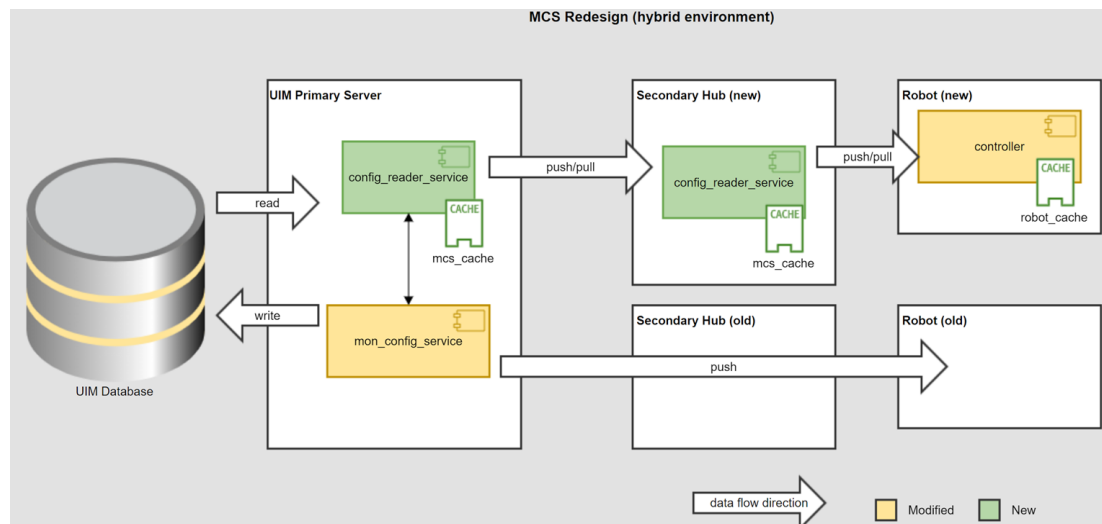 MCS Redesign (hybrid environment)
UIM Primary Server
Secondary Hub (new)
Robot (new)
config_reader_service
CACHE
mcs_cache
push/pull
config_reader_service
CACHE
mcs_cache
push/pull
controller
CACHE
robot_cache
read
write
mon_config_service
Secondary Hub (old)
Robot (old)
push
UIM Database
data flow direction
Modified
New